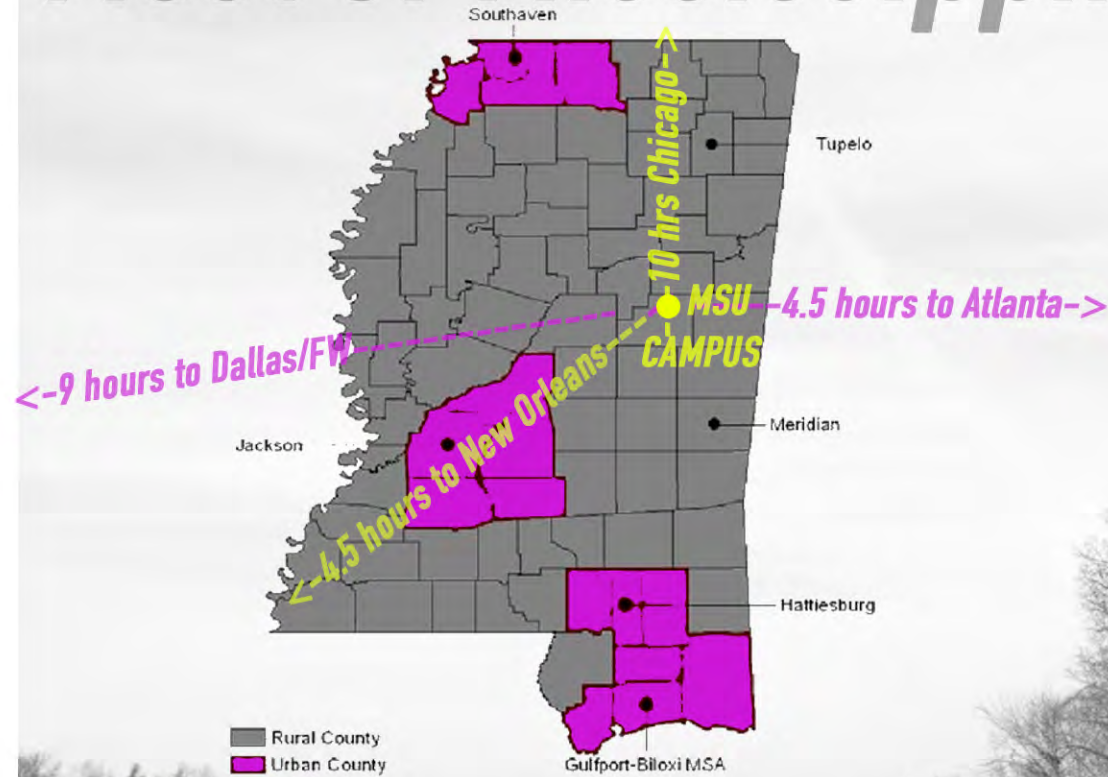 Southaven
Tupelo
<-10 hrs Chicago->
MSU
CAMPUS
-4.5 hours to Atlanta->
<-9 hours to Dallas/FW
<-4.5 hours to New Orleans
Jackson
Meridian
Hattiesburg
Rural County
Urban County
Gulfport-Biloxi MSA